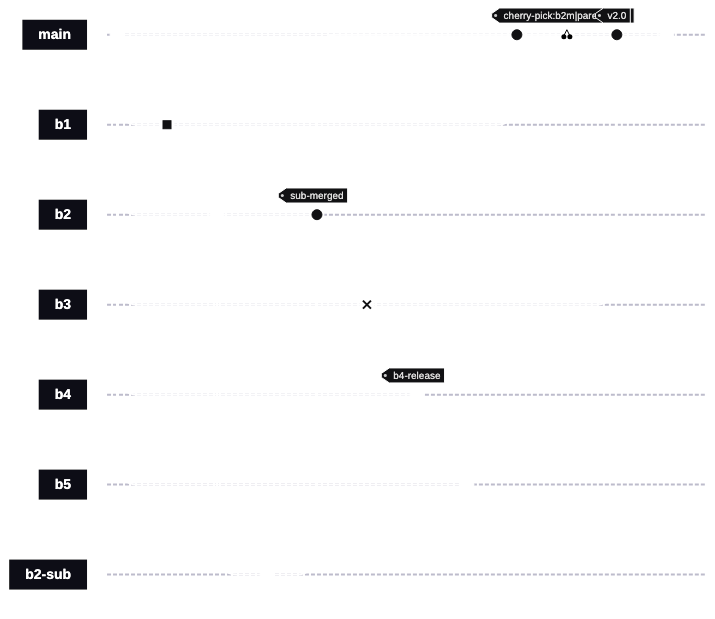 cherry-pick:b2m|pare
v2.0
main
b1
sub-merged
b2
b3
b4-release
b4
b5
b2-sub